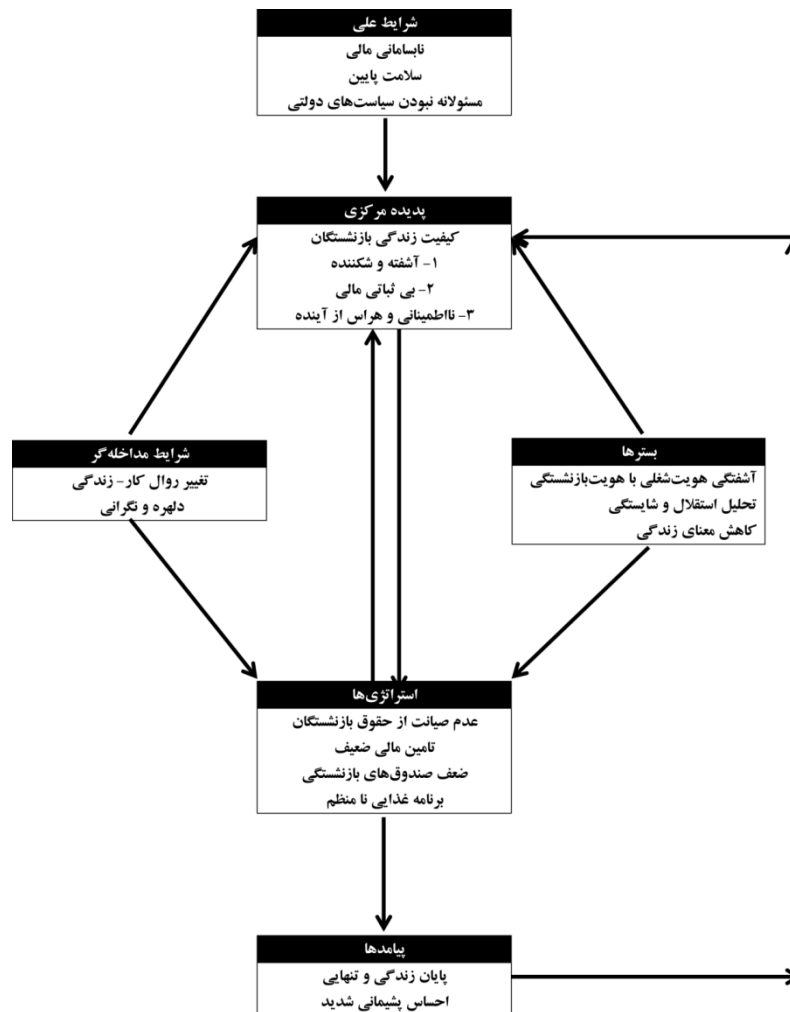 شرایط علی
نابسامانی مالی
سلامت پایین
مسئولانه نبودن سیاست‌های دولتی
پدیده مرکزی
کیفیت زندگی بازنشستگان
۱- آشفته و شکننده
۲- بی ثباتی مالی
۳- نااطمینانی و هراس از آینده
بسترها
آشفتگی هویت‌شغلی با هویت‌بازنشستگی
تحلیل استقلال و شایستگی
کاهش معنای زندگی
شرایط مداخله‌گر
تغییر روال کار- زندگی
دلهره و نگرانی
استراتژی‌ها
عدم صیانت از حقوق بازنشستگان
تامین مالی ضعیف
ضعف صندوق‌های بازنشستگی
برنامه غذایی نا منظم
پیامدها
پایان زندگی و تنهایی
احساس پشیمانی شدید